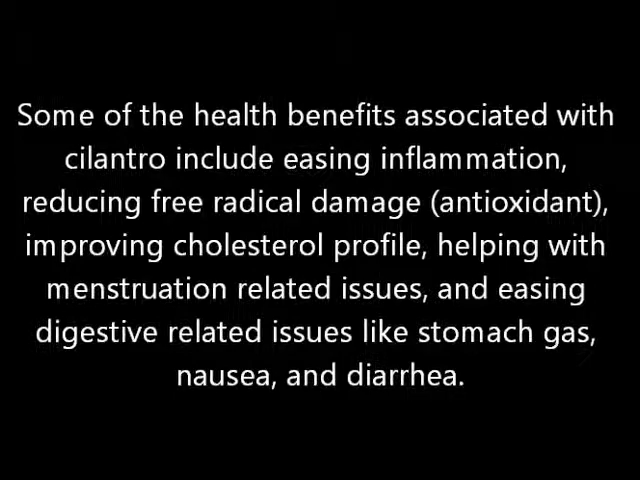 Some of the health benefits associated with
cilantro include easing inflammation,
reducing free radical damage (antioxidant),
improving cholesterol profile, helping with
menstruation related issues, and easing
digestive related issues like stomach gas,
nausea, and diarrhea.